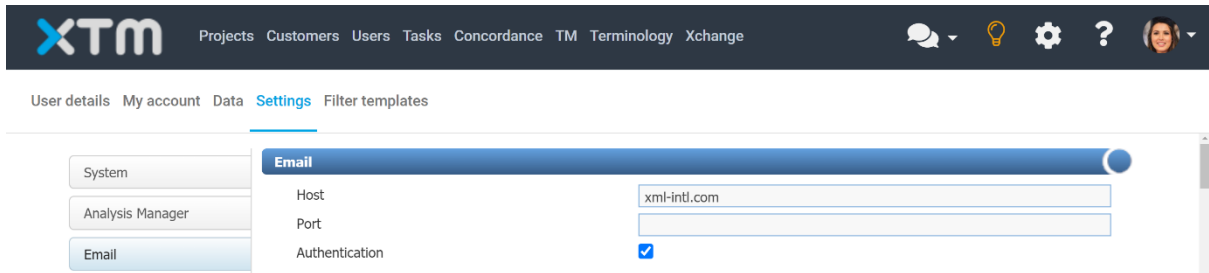 XTM Projects Customers Users Tasks Concordance TM Terminology Xchange
User details My account Data Settings Filter templates
System
Analysis Manager
Email
Email
Host xml-intl.com
Port
Authentication